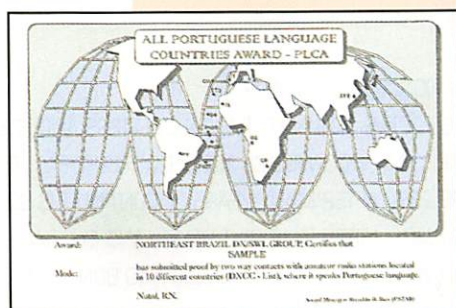 ALL PORTUGUESE LANGUAGE
COUNTRIES AWARD - PLCA
Award:
NORTHEAST BRAZIL DX/SWL GROUP, Certifies that
SAMPLE
Mode:
has submitted proof by two way contacts with amateur radio stations located
in 10 different countries (DXCC - List), where it speaks Portuguese language.
Natal, RN.
Award Manager